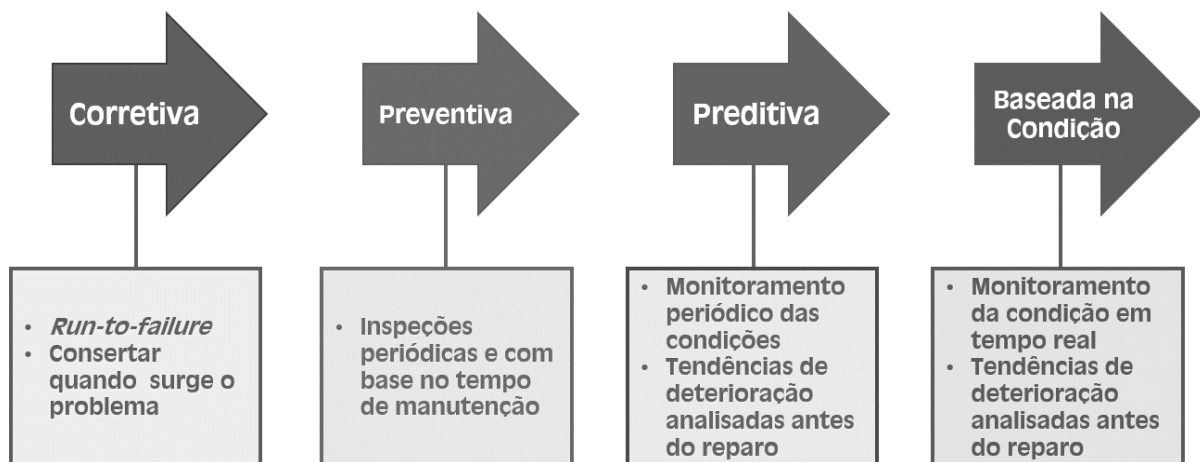 Corretiva
Preventiva
Preditiva
Baseada na
Condição
• Run-to-failure
• Consertar
quando surge o
problema
• Inspeções
periódicas e com
base no tempo
de manutenção
• Monitoramento
periódico das
condições
• Tendências de
deterioração
analisadas antes
do reparo
• Monitoramento
da condição em
tempo real
• Tendências de
deterioração
analisadas antes
do reparo